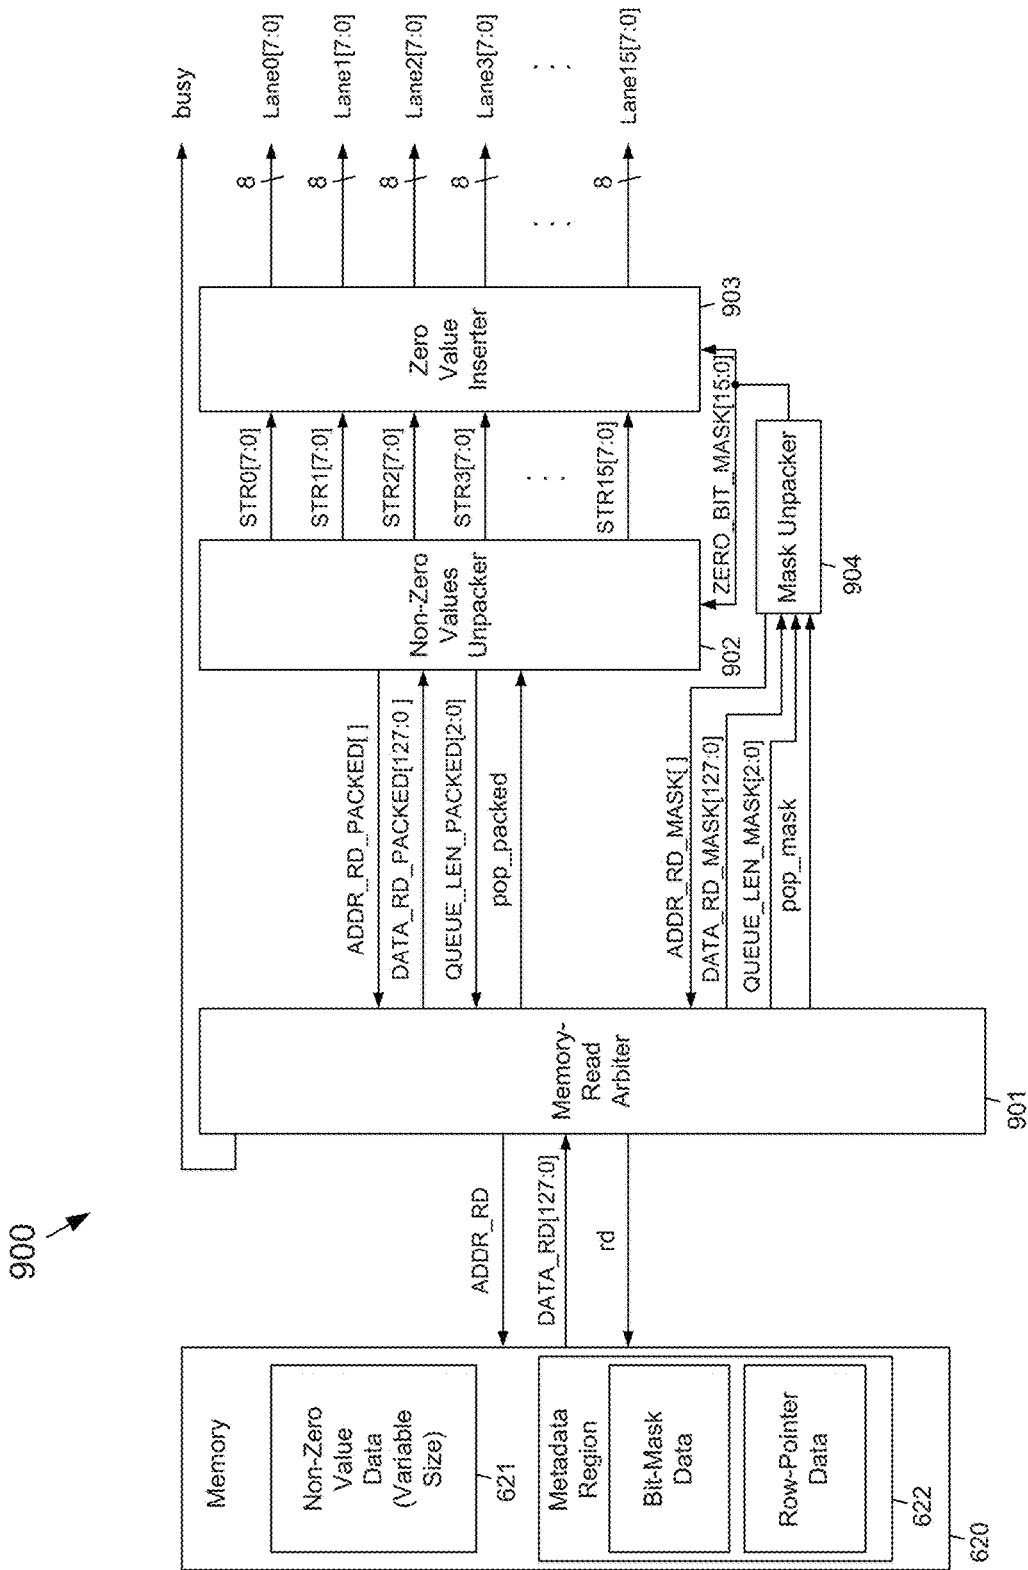 900
Memory
Non-Zero
Value
Data
(Variable
Size)
621
Metadata
Region
Bit-Mask
Data
Row-Pointer
Data
622
620
ADDR_RD
DATA_RD[127:0]
rd
Memory-
Read
Arbiter
901
ADDR_RD_PACKED[ ]
DATA_RD_PACKED[127:0 ]
QUEUE_LEN_PACKED[2:0]
pop_packed
ADDR_RD_MASK[ ]
DATA_RD_MASK[127:0]
QUEUE_LEN_MASK[2:0]
pop_mask
Non-Zero
Values
Unpacker
902
Mask Unpacker
904
ZERO_BIT_MASK[15:0]
STR0[7:0]
STR1[7:0]
STR2[7:0]
STR3[7:0]
. . .
STR15[7:0]
Zero
Value
Inserter
903
8
8
8
8
. . .
8
busy
Lane0[7:0]
Lane1[7:0]
Lane2[7:0]
Lane3[7:0]
. . .
Lane15[7:0]